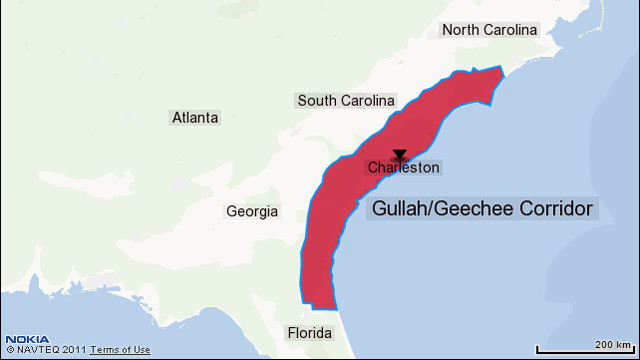 North Carolina
South Carolina
Atlanta
Charleston
Georgia
Gullah/Geechee Corridor
Florida
NOKIA
© NAVTEQ 2011 Terms of Use
200 km